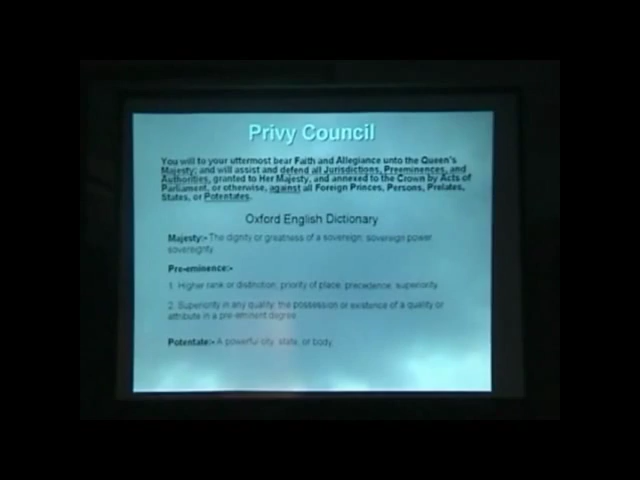 Privy Council
You will to your uttermost bear Faith and Allegiance unto the Queen's
Majesty; and will assist and defend all Jurisdictions, Preeminences, and
Authorities, granted to Her Majesty, and annexed to the Crown by Acts of
Parliament, or otherwise, against all Foreign Princes, Persons, Prelates,
States, or Potentates.
Oxford English Dictionary
Majesty:- The dignity or greatness of a sovereign; sovereign power
sovereignty
Pre-eminence:-
1. Higher rank or distinction; priority of place, precedence, superiority.
2. Superiority in any quality; the possession or existence of a quality or
attribute in a pre-eminent degree.
Potentate:- A powerful city, state, or body.